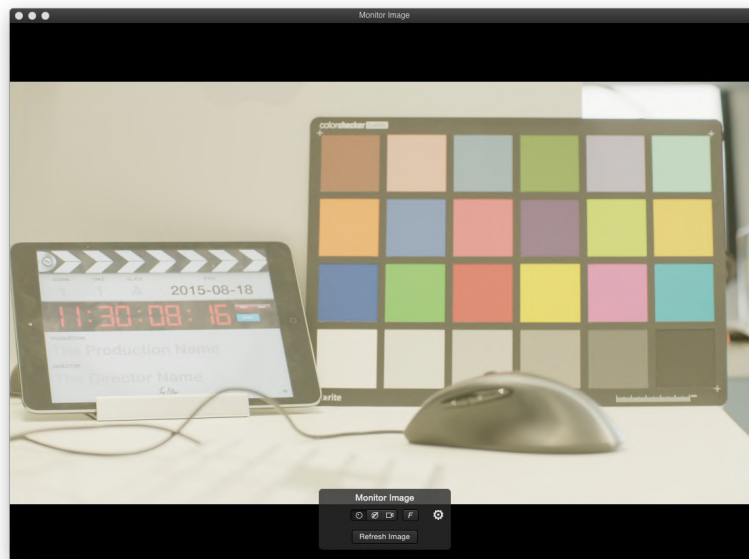 Monitor Image
colorchecker
2015-08-18
11:30:08:16
The Production Name
DIRECTOR
The Director Name
x-rite
Monitor Image
F
Refresh Image